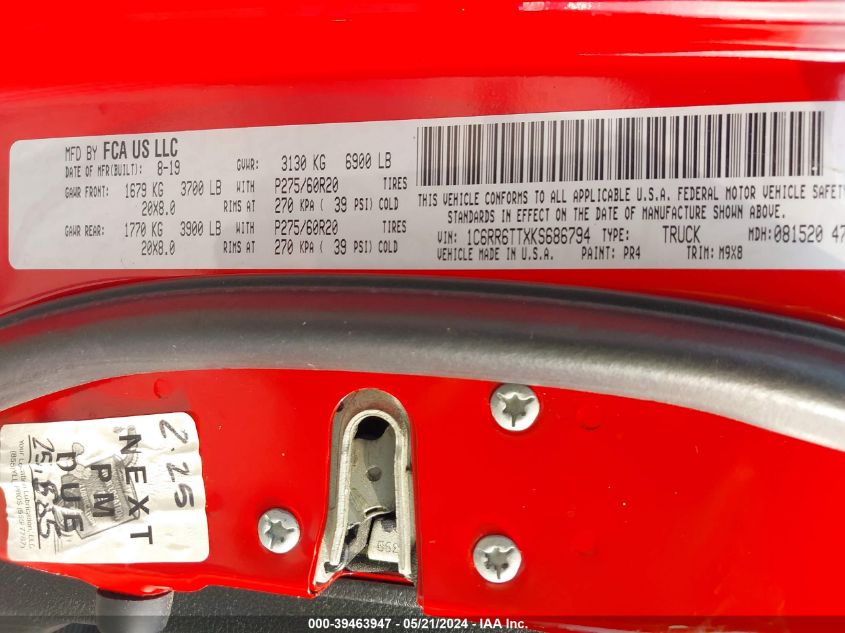 MFD BY FCA US LLC
DATE OF MFR(BUILT): 8-19 GVWR: 3130 KG 6900 LB
GAWR FRONT: 1679 KG 3700 LB WITH P275/60R20 TIRES
20X8.0 RIMS AT 270 KPA ( 39 PSI) COLD
GAWR REAR: 1770 KG 3900 LB WITH P275/60R20 TIRES
20X8.0 RIMS AT 270 KPA ( 39 PSI) COLD
THIS VEHICLE CONFORMS TO ALL APPLICABLE U.S.A. FEDERAL MOTOR VEHICLE SAFETY
STANDARDS IN EFFECT ON THE DATE OF MANUFACTURE SHOWN ABOVE.
VIN: 1C6RR6TTXKS686794 TYPE: TRUCK MDH: 081520 47
VEHICLE MADE IN U.S.A. PAINT: PR4 TRIM: M9X8
2.25
NEXT
PM
DUE
25,885
000-39463947 / 05/21/2024 — IAA Inc.